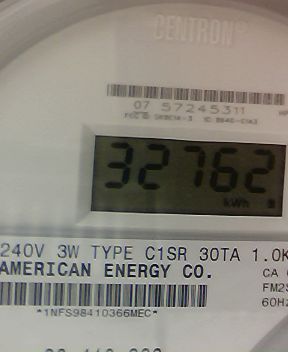 CENTRON
07 57245311
32762
kWh
240V 3W TYPE C1SR 30TA 1.0K
AMERICAN ENERGY CO.
CA
FM2S
60Hz
*1NFS98410366MEC*